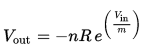 V_out = −nR e^(V_in / m)